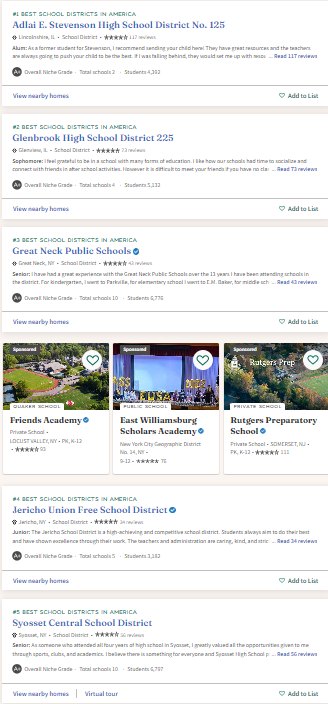 #1 BEST SCHOOL DISTRICTS IN AMERICA
Adlai E. Stevenson High School District No. 125
Lincolnshire, IL • School District • 117 reviews
Alum: As a former student for Stevenson, I recommend sending your child here! They have great resources and the teachers
are always going to push your child to be the best. If I was falling behind, they would set me up with resou... Read 117 reviews
A+ Overall Niche Grade • Total schools 2 • Students 4,392
View nearby homes
Add to List
#2 BEST SCHOOL DISTRICTS IN AMERICA
Glenbrook High School District 225
Glenview, IL • School District • 73 reviews
Sophomore: I feel grateful to be in a school with many forms of education. I like how our schools had time to socialize and
connect with friends in after school activities. However it is difficult to meet your friends if you have no cla... Read 73 reviews
A+ Overall Niche Grade • Total schools 4 • Students 5,132
View nearby homes
Add to List
#3 BEST SCHOOL DISTRICTS IN AMERICA
Great Neck Public Schools
Great Neck, NY • School District • 43 reviews
Senior: I have had a great experience with the Great Neck Public Schools over the 13 years I have been attending schools in
the district. For kindergarten, I went to Parkville, for elementary school I went to E.M. Baker, for middle sch... Read 43 reviews
A+ Overall Niche Grade • Total schools 10 • Students 6,776
View nearby homes
Add to List
Sponsored
QUAKER SCHOOL
Friends Academy
Private School •
LOCUST VALLEY, NY • PK, K-12
• 93
Sponsored
PUBLIC SCHOOL
East Williamsburg
Scholars Academy
New York City Geographic District
No. 14, NY •
9-12 • 76
Sponsored
Rutgers Prep
PRIVATE SCHOOL
Rutgers Preparatory
School
Private School • SOMERSET, NJ •
PK, K-12 • 111
#4 BEST SCHOOL DISTRICTS IN AMERICA
Jericho Union Free School District
Jericho, NY • School District • 34 reviews
Junior: The Jericho School District is a high-achieving and competitive school district. Students always aim to do their best
and have shown excellence through their work. The teachers and administration are caring, kind, and stric... Read 34 reviews
A+ Overall Niche Grade • Total schools 5 • Students 3,182
View nearby homes
Add to List
#5 BEST SCHOOL DISTRICTS IN AMERICA
Syosset Central School District
Syosset, NY • School District • 56 reviews
Senior: As someone who attended all four years of high school in Syosset, I greatly valued all the opportunities given to me
through sports, clubs, and academics. I believe there is something for everyone and Syosset High School p... Read 56 reviews
A+ Overall Niche Grade • Total schools 10 • Students 6,797
View nearby homes
Virtual tour
Add to List